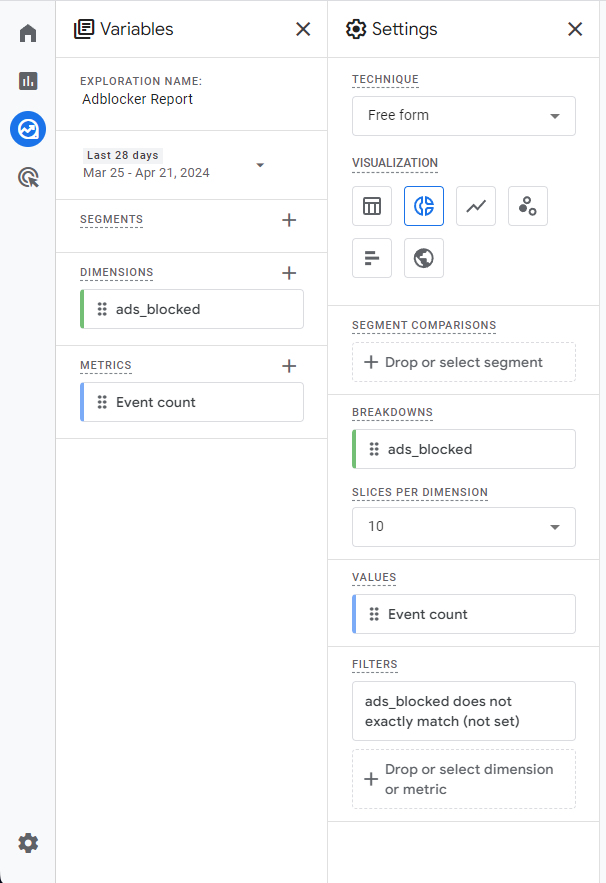 Variables
EXPLORATION NAME:
Adblocker Report
Last 28 days
Mar 25 - Apr 21, 2024
SEGMENTS
DIMENSIONS
ads_blocked
METRICS
Event count
Settings
TECHNIQUE
Free form
VISUALIZATION
SEGMENT COMPARISONS
Drop or select segment
BREAKDOWNS
ads_blocked
SLICES PER DIMENSION
10
VALUES
Event count
FILTERS
ads_blocked does not
exactly match (not set)
Drop or select dimension
or metric